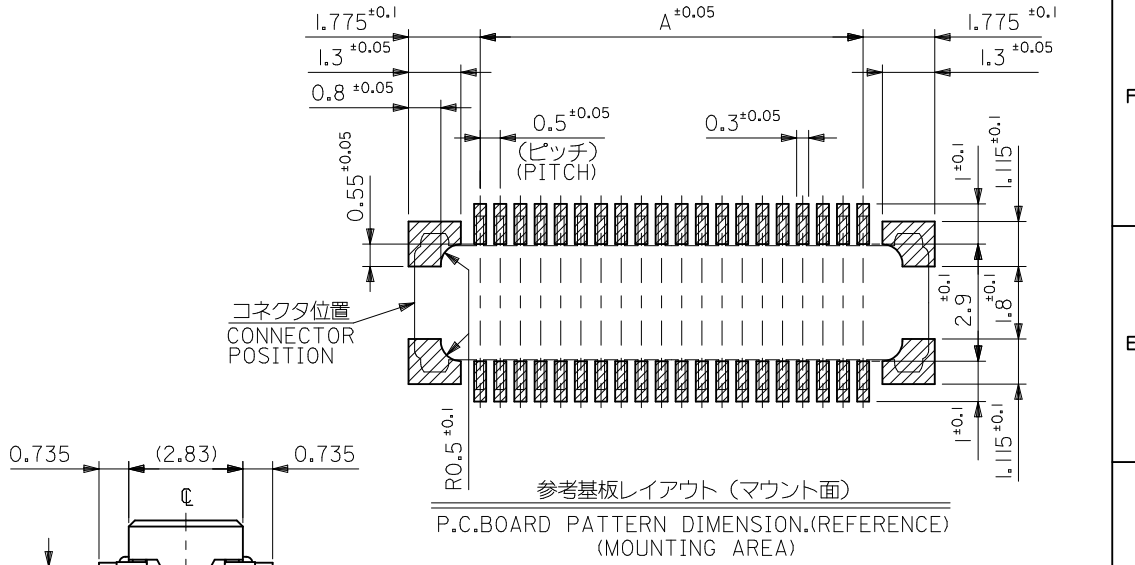 1.775±0.1
A±0.05
1.775±0.1
1.3±0.05
1.3±0.05
0.8±0.05
0.5±0.05
(ピッチ)
(PITCH)
0.3±0.05
0.55±0.05
1±0.1
1.115±0.1
F
コネクタ位置
CONNECTOR
POSITION
2.9±0.1
1.8±0.1
E
R0.5±0.1
1±0.1
1.115±0.1
0.735
(2.83)
0.735
℄
参考基板レイアウト (マウント面)
P.C.BOARD PATTERN DIMENSION.(REFERENCE)
(MOUNTING AREA)